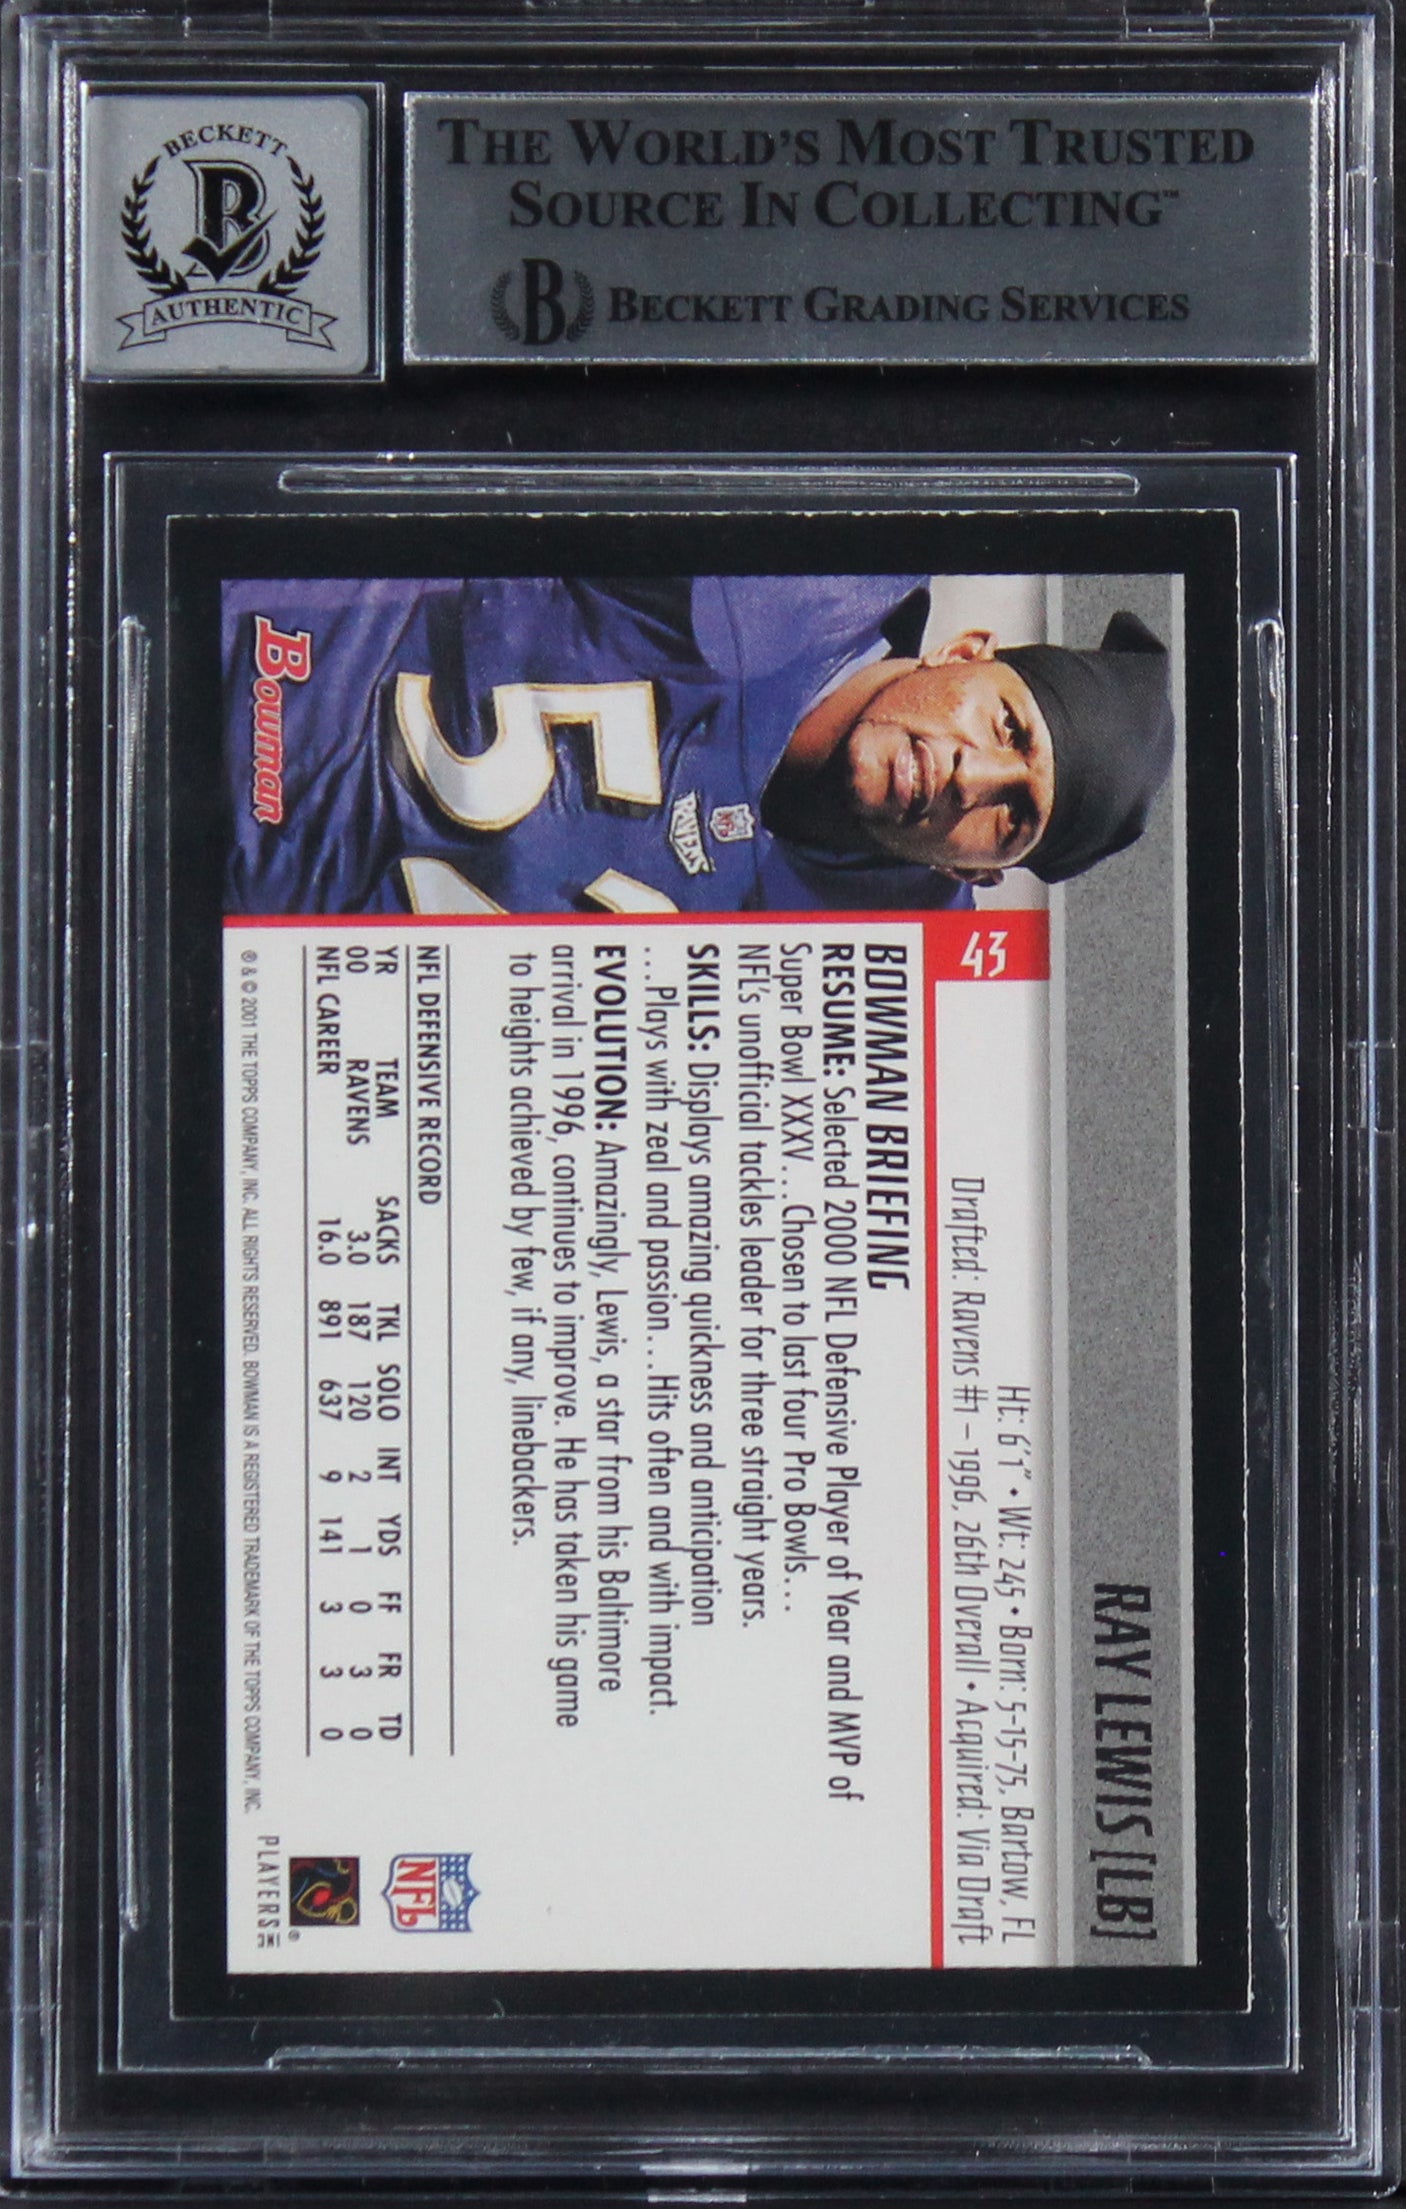 BECKETT
B
AUTHENTIC
THE WORLD'S MOST TRUSTED
SOURCE IN COLLECTING™
B BECKETT GRADING SERVICES
RAY LEWIS [LB]
Ht: 6'1" • Wt: 245 • Born: 5-15-75, Bartow, FL
Drafted: Ravens #1 – 1996, 26th Overall • Acquired: Via Draft
43
BOWMAN BRIEFING
RESUME: Selected 2000 NFL Defensive Player of Year and MVP of
Super Bowl XXXV...Chosen to last four Pro Bowls...
NFL's unofficial tackles leader for three straight years.
SKILLS: Displays amazing quickness and anticipation
...Plays with zeal and passion...Hits often and with impact.
EVOLUTION: Amazingly, Lewis, a star from his Baltimore
arrival in 1996, continues to improve. He has taken his game
to heights achieved by few, if any, linebackers.
NFL DEFENSIVE RECORD
YR TEAM SACKS TKL SOLO INT YDS FF FR TD
00 RAVENS 3.0 187 120 2 1 0 3 0
NFL CAREER 16.0 891 637 9 141 3 3 0
® & © 2001 THE TOPPS COMPANY, INC. ALL RIGHTS RESERVED. BOWMAN IS A REGISTERED TRADEMARK OF THE TOPPS COMPANY, INC.
NFL
RAVENS
5
Bowman
NFL
PLAYERS INC